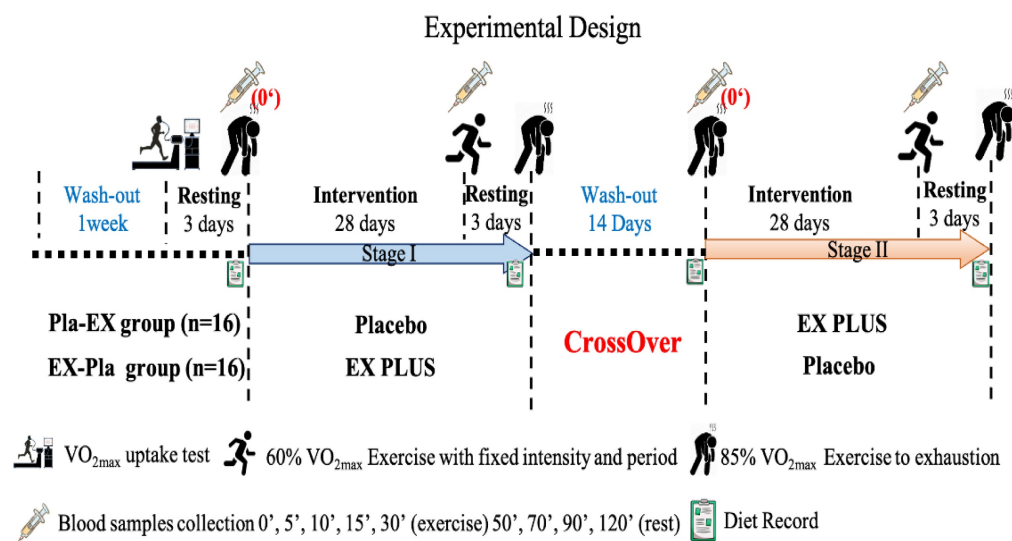 Experimental Design
(0‘) (0‘)
Wash-out Resting Intervention Resting Wash-out Intervention Resting
1week 3 days 28 days 3 days 14 Days 28 days 3 days
Stage I Stage II
Pla-EX group (n=16) Placebo EX PLUS
CrossOver
EX-Pla group (n=16) EX PLUS Placebo
VO2max uptake test 60% VO2max Exercise with fixed intensity and period 85% VO2max Exercise to exhaustion
Blood samples collection 0’, 5’, 10’, 15’, 30’ (exercise) 50’, 70’, 90’, 120’ (rest) Diet Record